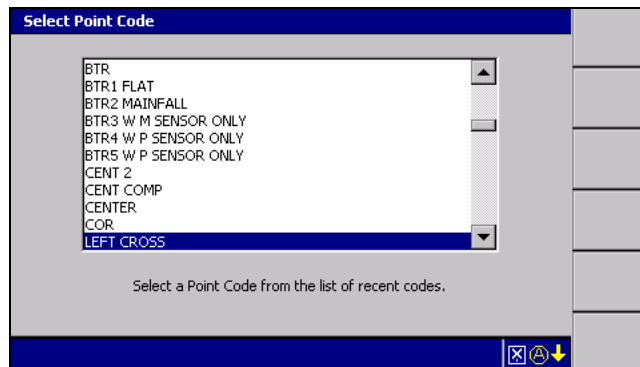 Select Point Code
BTR
BTR1 FLAT
BTR2 MAINFALL
BTR3 W M SENSOR ONLY
BTR4 W P SENSOR ONLY
BTR5 W P SENSOR ONLY
CENT 2
CENT COMP
CENTER
COR
LEFT CROSS
Select a Point Code from the list of recent codes.
A